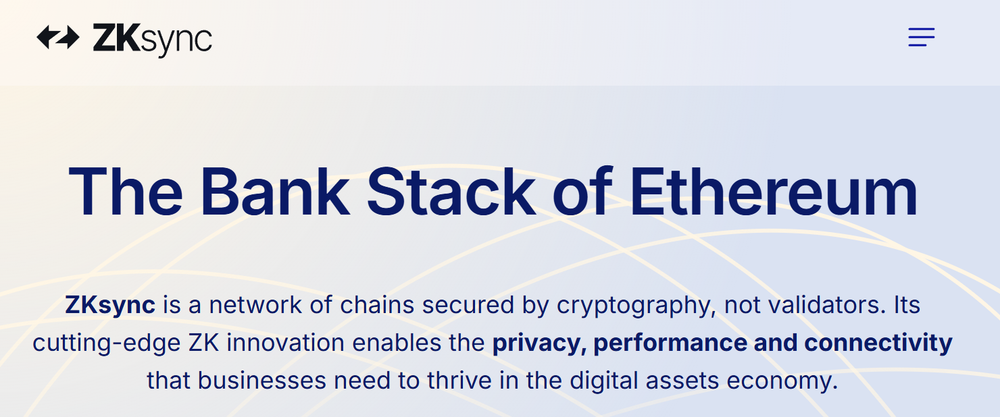 ZKsync
The Bank Stack of Ethereum
ZKsync is a network of chains secured by cryptography, not validators. Its
cutting-edge ZK innovation enables the privacy, performance and connectivity
that businesses need to thrive in the digital assets economy.